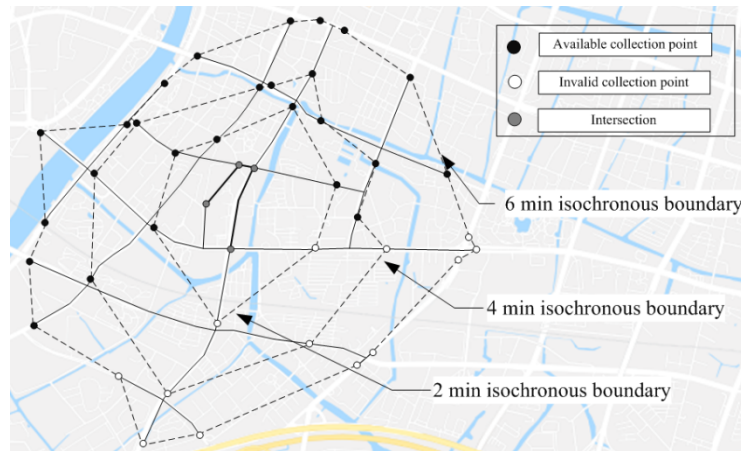 Available collection point
Invalid collection point
Intersection
6 min isochronous boundary
4 min isochronous boundary
2 min isochronous boundary